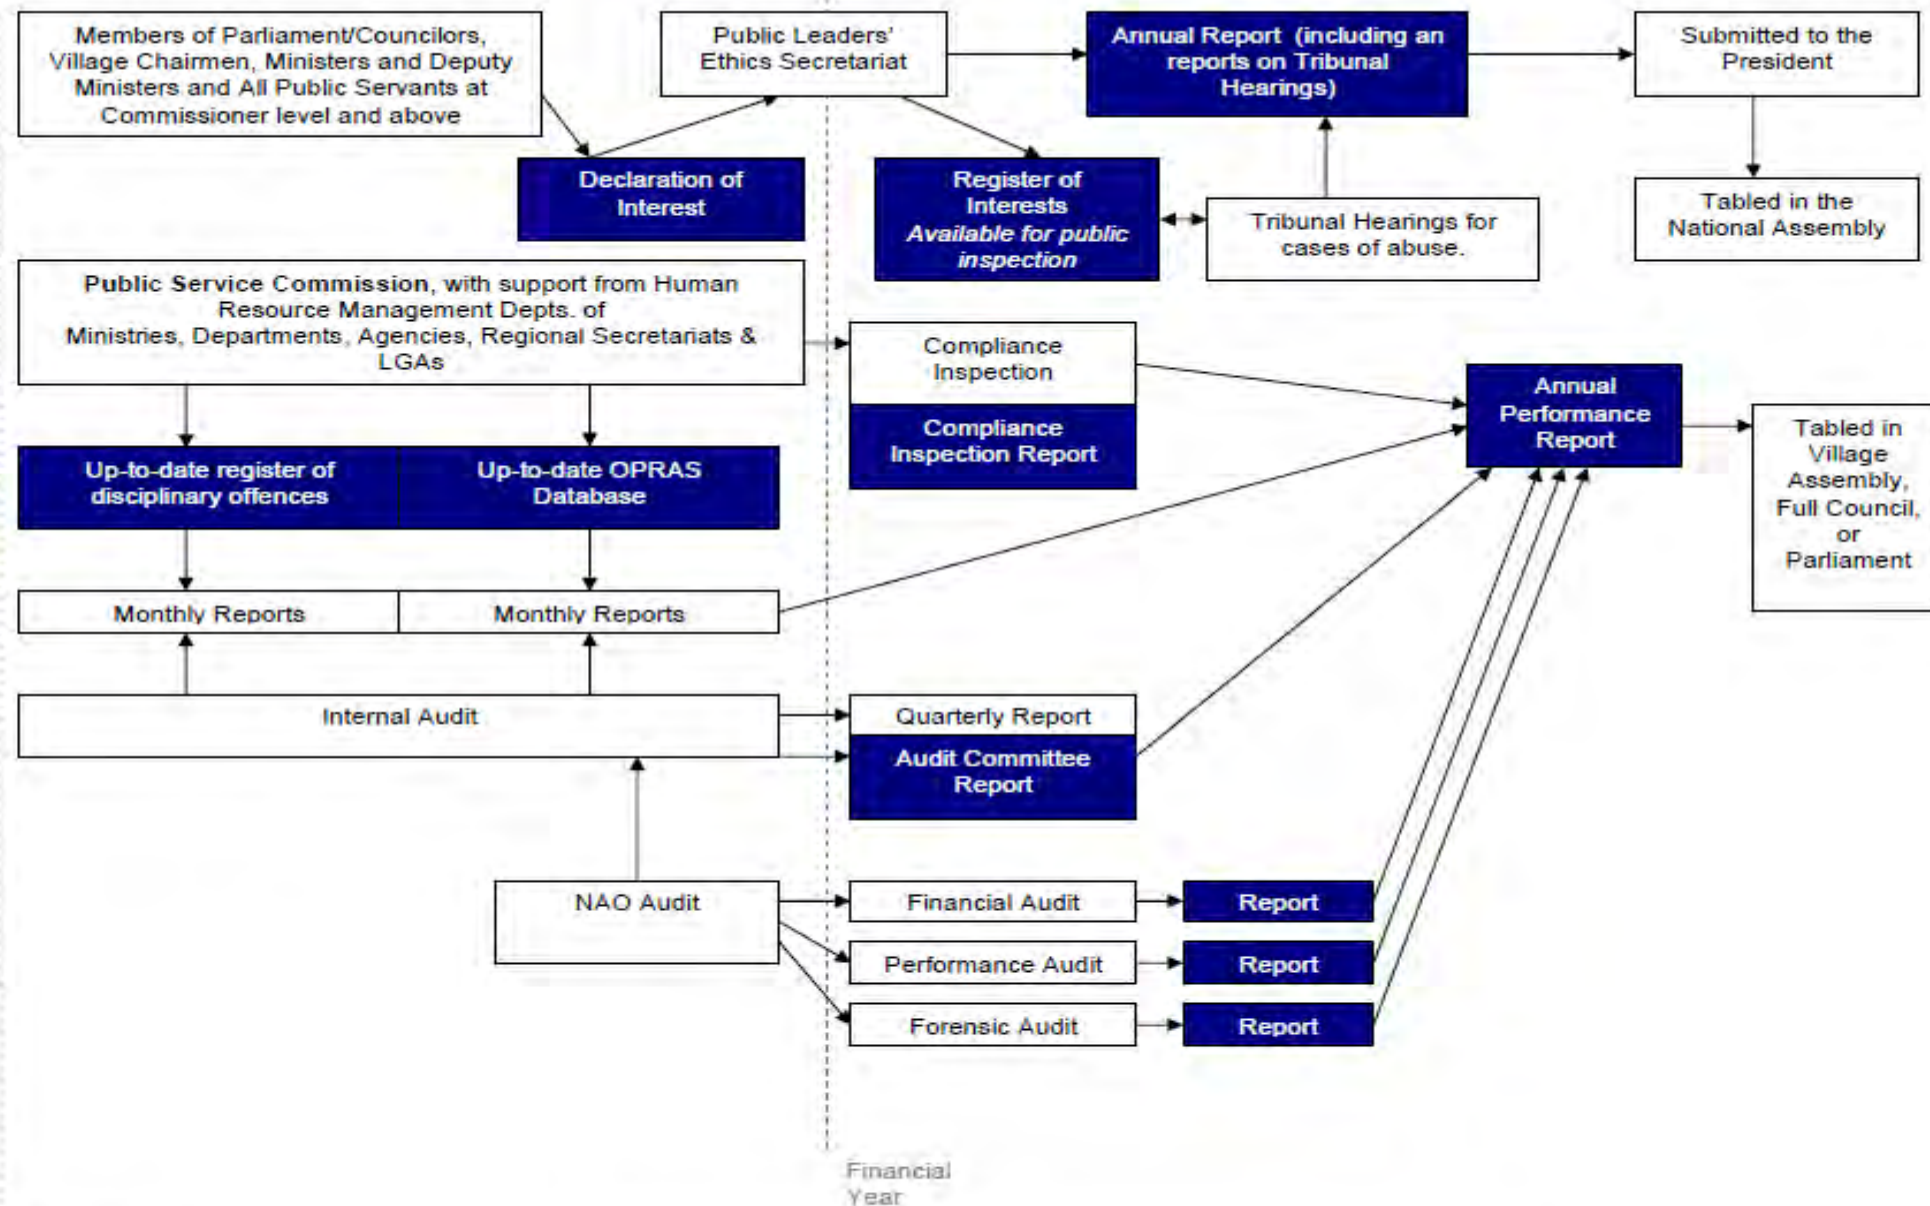 Members of Parliament/Councilors,
Village Chairmen, Ministers and Deputy
Ministers and All Public Servants at
Commissioner level and above
Public Leaders'
Ethics Secretariat
Annual Report (including an
reports on Tribunal
Hearings)
Submitted to the
President
Declaration of
Interest
Register of
Interests
Available for public
inspection
Tribunal Hearings for
cases of abuse.
Tabled in the
National Assembly
Public Service Commission, with support from Human
Resource Management Depts. of
Ministries, Departments, Agencies, Regional Secretariats &
LGAs
Compliance
Inspection
Compliance
Inspection Report
Annual
Performance
Report
Tabled in
Village
Assembly,
Full Council,
or
Parliament
Up-to-date register of
disciplinary offences
Up-to-date OPRAS
Database
Monthly Reports
Monthly Reports
Internal Audit
Quarterly Report
Audit Committee
Report
NAO Audit
Financial Audit
Report
Performance Audit
Report
Forensic Audit
Report
Financial
Year